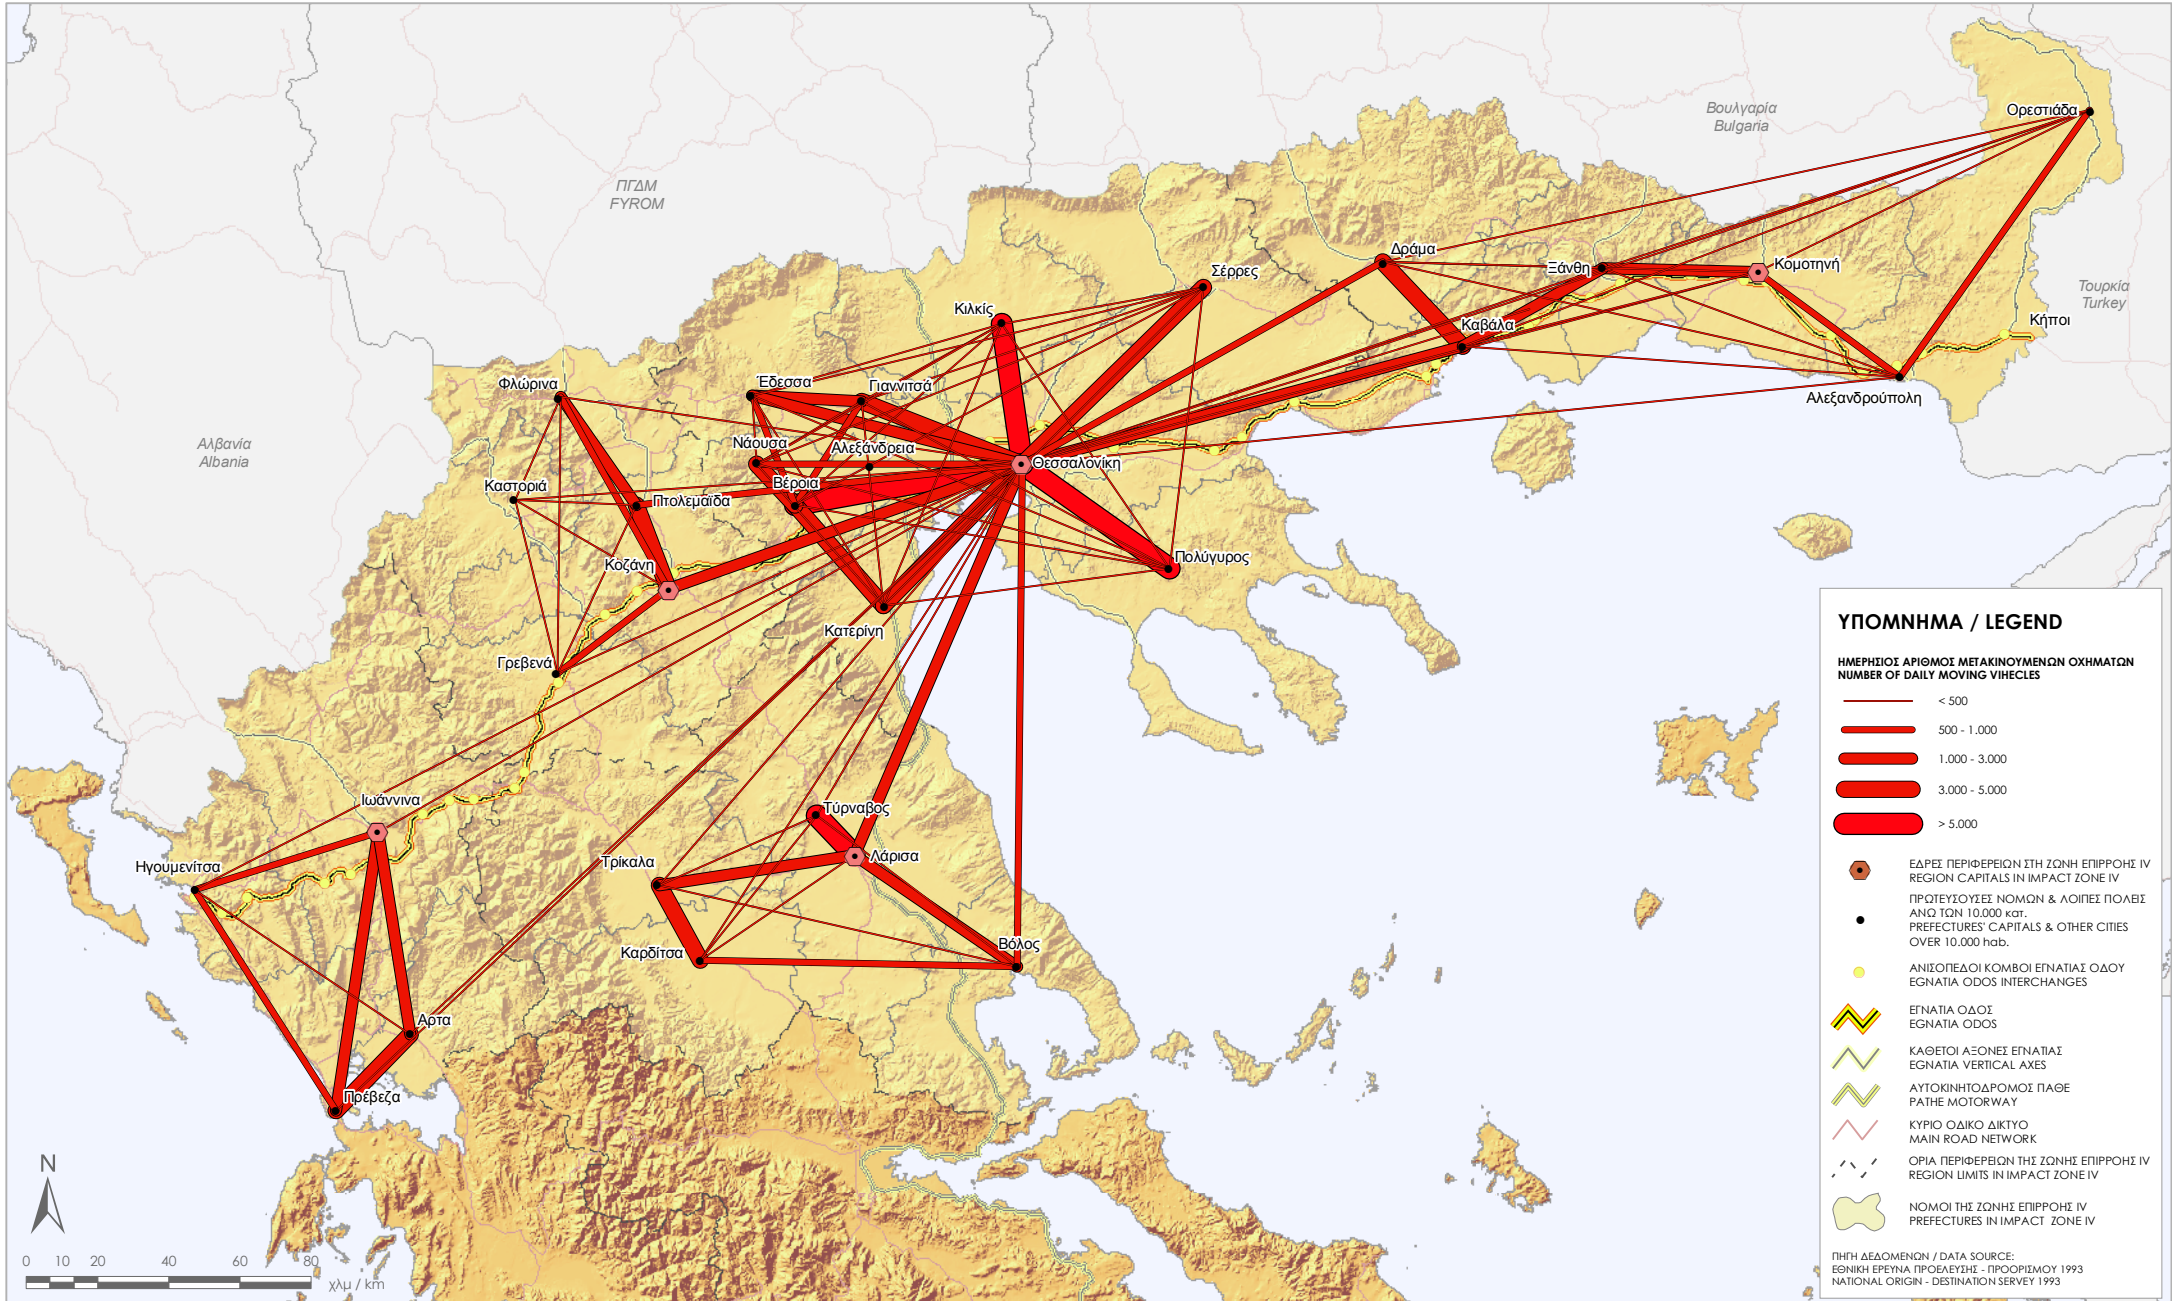 Βουλγαρία
Bulgaria
Ορεστιάδα
ΠΓΔΜ
FYROM
Δράμα
Σέρρες
Ξάνθη
Κομοτηνή
Τουρκία
Turkey
Κιλκίς
Καβάλα
Κήποι
Φλώρινα
Έδεσσα
Γιαννιτσά
Αλεξανδρούπολη
Αλβανία
Albania
Νάουσα
Αλεξάνδρεια
Θεσσαλονίκη
Καστοριά
Βέροια
Πτολεμαΐδα
Κοζάνη
Πολύγυρος
Κατερίνη
Γρεβενά
Ιωάννινα
Τύρναβος
Ηγουμενίτσα
Τρίκαλα
Λάρισα
Καρδίτσα
Βόλος
Αρτα
Πρέβεζα
N
0 10 20 40 60 80
χλμ / km
ΥΠΟΜΝΗΜΑ / LEGEND
ΗΜΕΡΗΣΙΟΣ ΑΡΙΘΜΟΣ ΜΕΤΑΚΙΝΟΥΜΕΝΩΝ ΟΧΗΜΑΤΩΝ
NUMBER OF DAILY MOVING VIHECLES
< 500
500 - 1.000
1.000 - 3.000
3.000 - 5.000
> 5.000
ΕΔΡΕΣ ΠΕΡΙΦΕΡΕΙΩΝ ΣΤΗ ΖΩΝΗ ΕΠΙΡΡΟΗΣ IV
REGION CAPITALS IN IMPACT ZONE IV
ΠΡΩΤΕΥΣΟΥΣΕΣ ΝΟΜΩΝ & ΛΟΙΠΕΣ ΠΟΛΕΙΣ
ΑΝΩ ΤΩΝ 10.000 κατ.
PREFECTURES' CAPITALS & OTHER CITIES
OVER 10.000 hab.
ΑΝΙΣΟΠΕΔΟΙ ΚΟΜΒΟΙ ΕΓΝΑΤΙΑΣ ΟΔΟΥ
EGNATIA ODOS INTERCHANGES
ΕΓΝΑΤΙΑ ΟΔΟΣ
EGNATIA ODOS
ΚΑΘΕΤΟΙ ΑΞΟΝΕΣ ΕΓΝΑΤΙΑΣ
EGNATIA VERTICAL AXES
ΑΥΤΟΚΙΝΗΤΟΔΡΟΜΟΣ ΠΑΘΕ
PATHE MOTORWAY
ΚΥΡΙΟ ΟΔΙΚΟ ΔΙΚΤΥΟ
MAIN ROAD NETWORK
ΟΡΙΑ ΠΕΡΙΦΕΡΕΙΩΝ ΤΗΣ ΖΩΝΗΣ ΕΠΙΡΡΟΗΣ IV
REGION LIMITS IN IMPACT ZONE IV
ΝΟΜΟΙ ΤΗΣ ΖΩΝΗΣ ΕΠΙΡΡΟΗΣ IV
PREFECTURES IN IMPACT ZONE IV
ΠΗΓΗ ΔΕΔΟΜΕΝΩΝ / DATA SOURCE:
ΕΘΝΙΚΗ ΕΡΕΥΝΑ ΠΡΟΕΛΕΥΣΗΣ - ΠΡΟΟΡΙΣΜΟΥ 1993
NATIONAL ORIGIN - DESTINATION SERVEY 1993